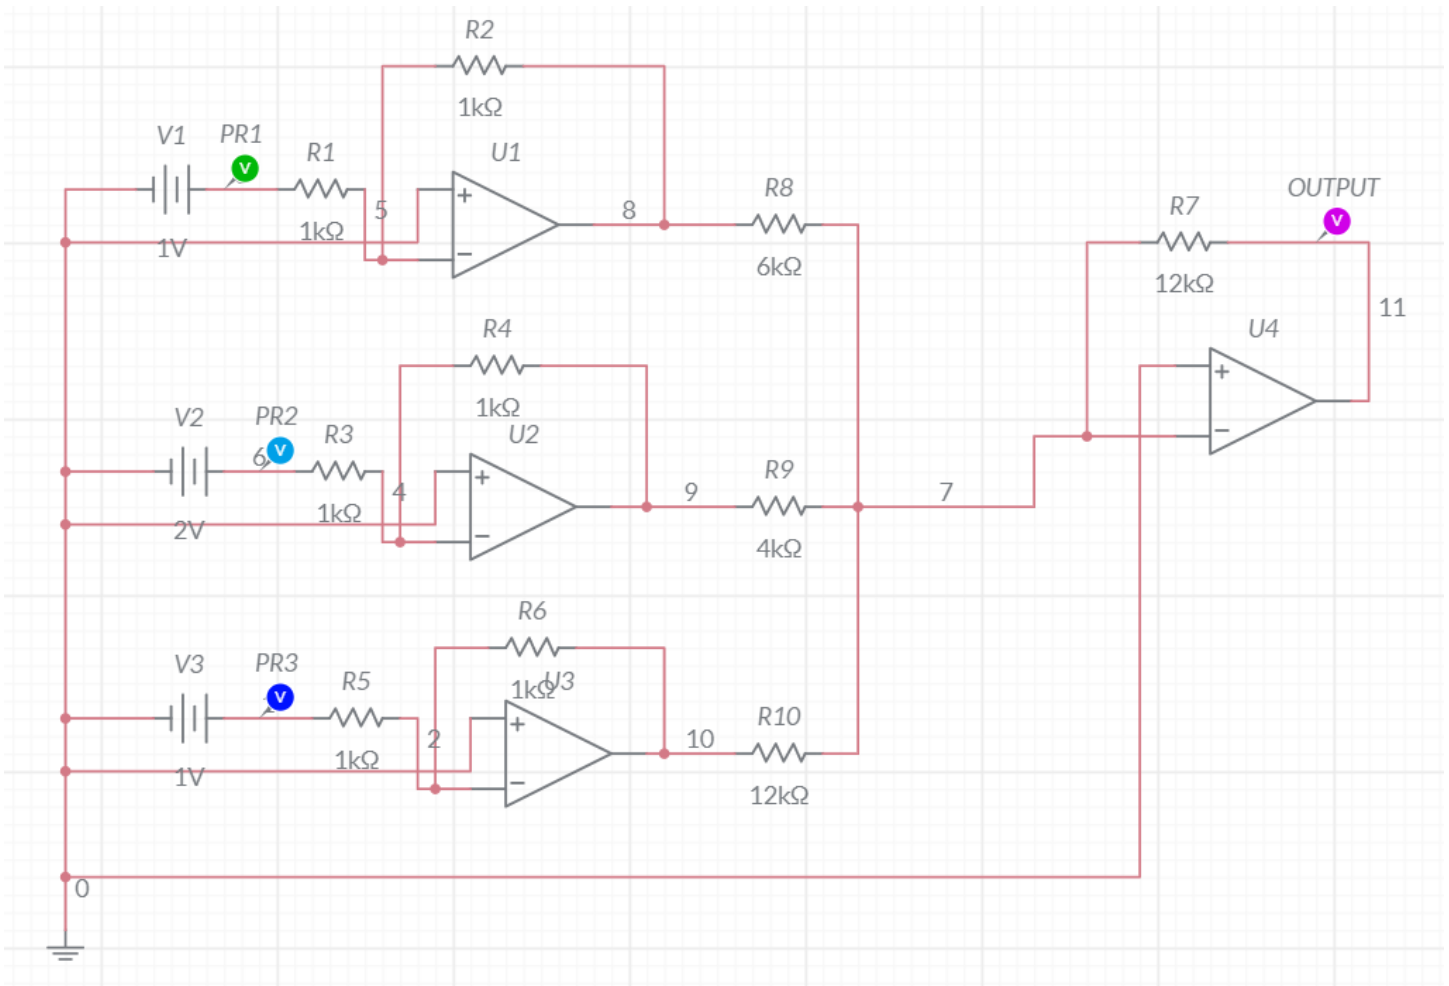 R2
1kΩ
V1
PR1
V
R1
U1
+
5
8
R8
OUTPUT
V
R7
1kΩ
1V
−
6kΩ
12kΩ
11
R4
U4
+
1kΩ
V2
PR2
6
V
R3
U2
+
−
4
9
R9
7
1kΩ
2V
−
4kΩ
R6
V3
PR3
V
R5
1kΩ
U3
+
2
10
R10
1kΩ
1V
−
12kΩ
0